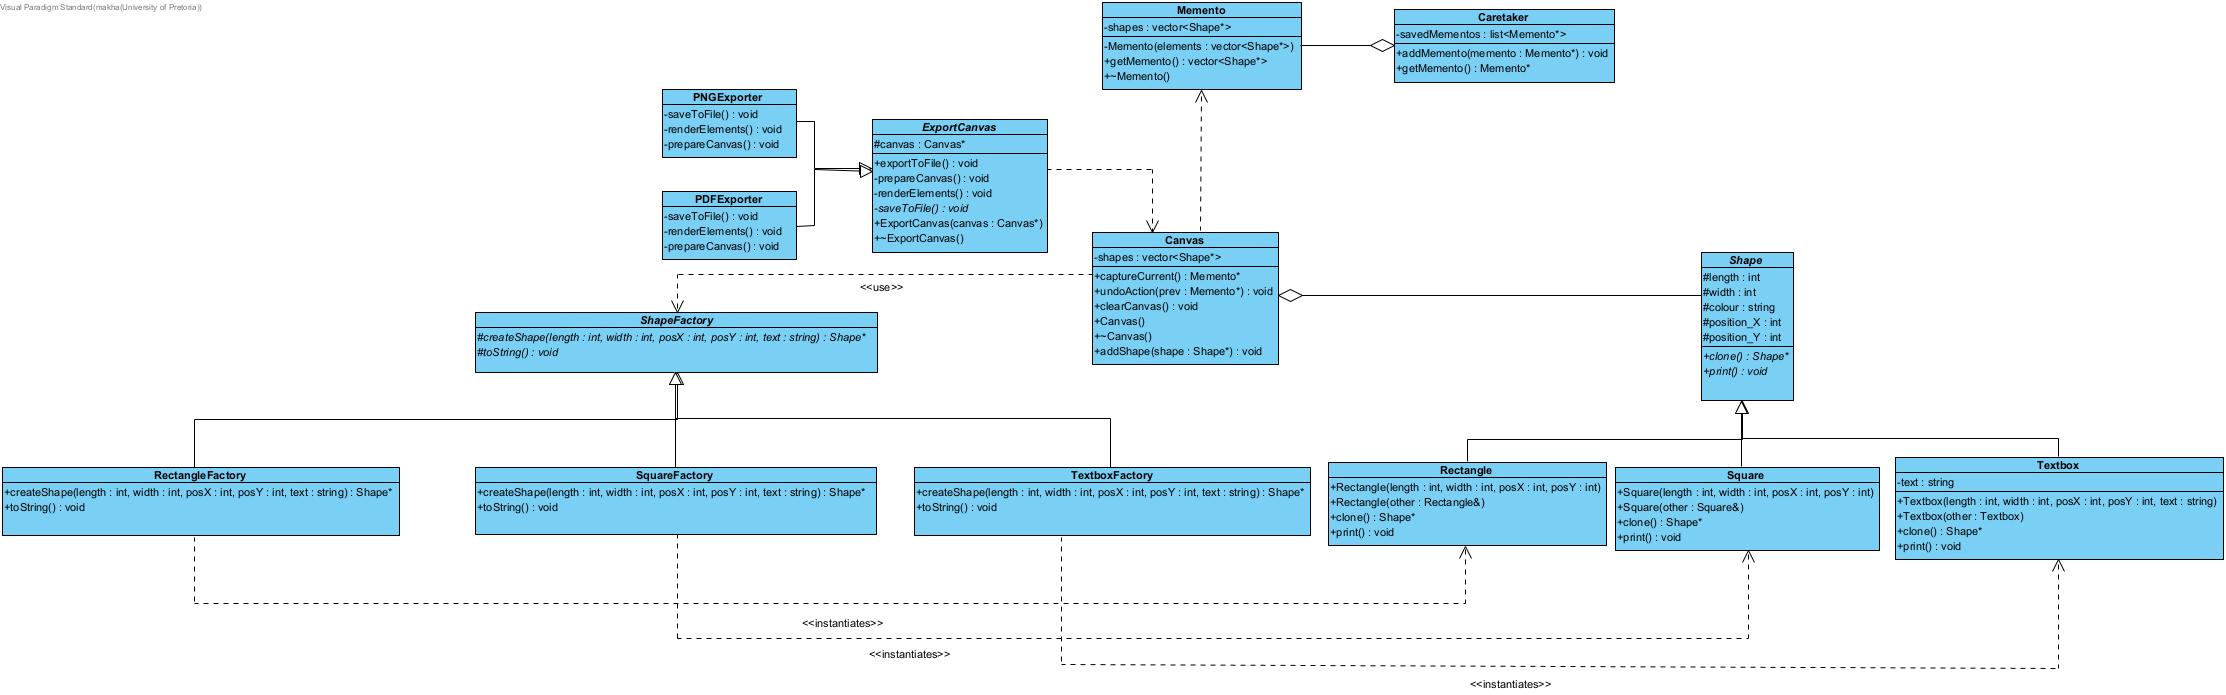 Visual Paradigm Standard(makha(University of Pretoria))
Memento
-shapes : vector<Shape*>
-Memento(elements : vector<Shape*>)
+getMemento() : vector<Shape*>
+~Memento()
Caretaker
-savedMementos : list<Memento*>
+addMemento(memento : Memento*) : void
+getMemento() : Memento*
PNGExporter
-saveToFile() : void
-renderElements() : void
-prepareCanvas() : void
ExportCanvas
#canvas : Canvas*
+exportToFile() : void
-prepareCanvas() : void
-renderElements() : void
-saveToFile() : void
+ExportCanvas(canvas : Canvas*)
+~ExportCanvas()
PDFExporter
-saveToFile() : void
-renderElements() : void
-prepareCanvas() : void
Canvas
-shapes : vector<Shape*>
+captureCurrent() : Memento*
+undoAction(prev : Memento*) : void
+clearCanvas() : void
+Canvas()
+~Canvas()
+addShape(shape : Shape*) : void
Shape
#length : int
#width : int
#colour : string
#position_X : int
#position_Y : int
+clone() : Shape*
+print() : void
<<use>>
ShapeFactory
#createShape(length : int, width : int, posX : int, posY : int, text : string) : Shape*
#toString() : void
RectangleFactory
+createShape(length : int, width : int, posX : int, posY : int, text : string) : Shape*
+toString() : void
SquareFactory
+createShape(length : int, width : int, posX : int, posY : int, text : string) : Shape*
+toString() : void
TextboxFactory
+createShape(length : int, width : int, posX : int, posY : int, text : string) : Shape*
+toString() : void
Rectangle
+Rectangle(length : int, width : int, posX : int, posY : int)
+Rectangle(other : Rectangle&)
+clone() : Shape*
+print() : void
Square
+Square(length : int, width : int, posX : int, posY : int)
+Square(other : Square&)
+clone() : Shape*
+print() : void
Textbox
-text : string
+Textbox(length : int, width : int, posX : int, posY : int, text : string)
+Textbox(other : Textbox)
+clone() : Shape*
+print() : void
<<instantiates>>
<<instantiates>>
<<instantiates>>